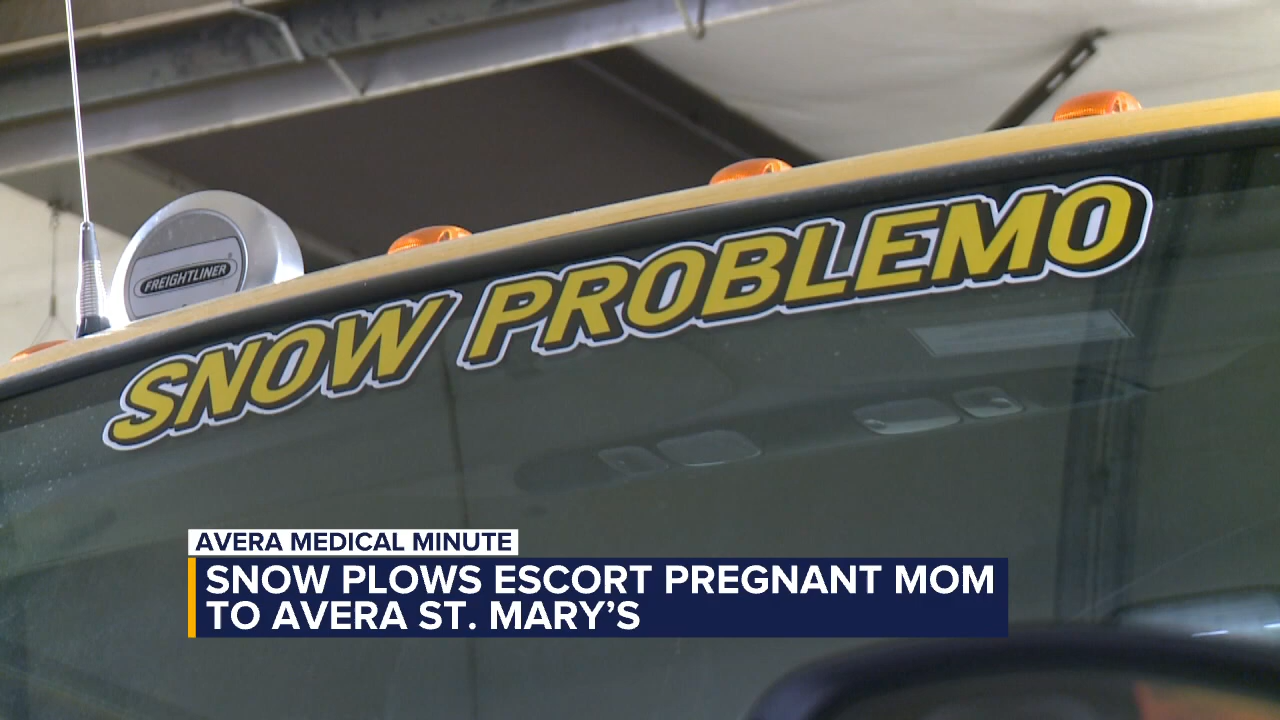 FREIGHTLINER
SNOW PROBLEMO
AVERA MEDICAL MINUTE
SNOW PLOWS ESCORT PREGNANT MOM
TO AVERA ST. MARY'S